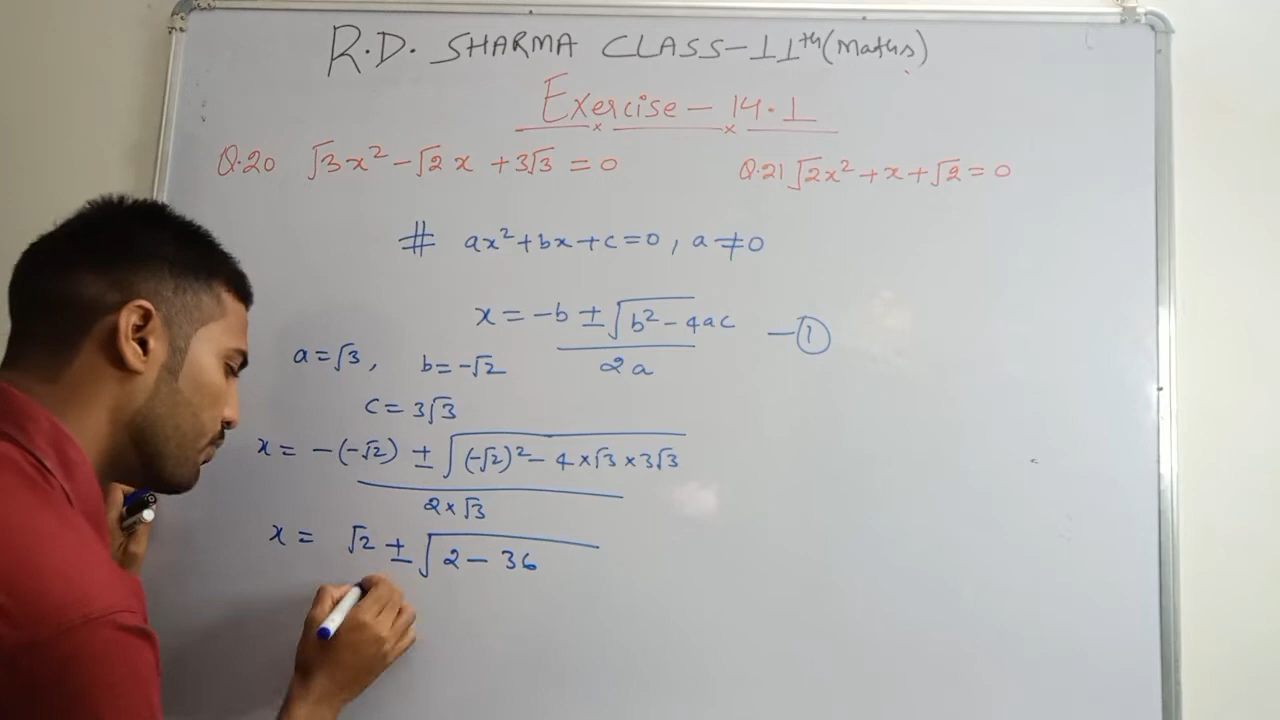 R.D. SHARMA CLASS-11th (Maths)
Exercise - 14.1
Q.20 √3x² - √2x + 3√3 = 0
Q.21 √2x² + x + √2 = 0
# ax² + bx + c = 0, a ≠ 0
x = -b ± √b² - 4ac —①
2a
a = √3, b = -√2
c = 3√3
x = -(-√2) ± √(-√2)² - 4×√3×3√3
2×√3
x = √2 ± √2 - 36